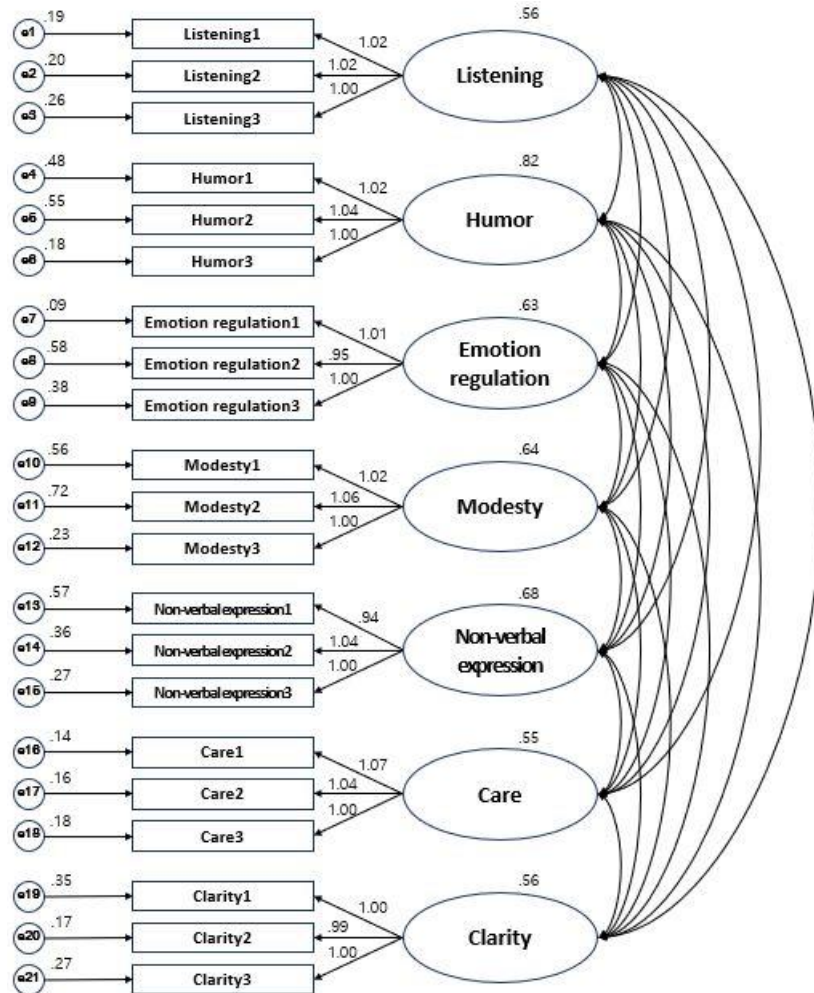 .19
e1
Listening1
1.02
.56
.20
e2
Listening2
1.02
Listening
.26
e3
Listening3
1.00
.48
e4
Humor1
1.02
.82
.55
e5
Humor2
1.04
Humor
.18
e6
Humor3
1.00
.09
e7
Emotion regulation1
1.01
.63
.58
e8
Emotion regulation2
.95
Emotion
regulation
.38
e9
Emotion regulation3
1.00
.56
e10
Modesty1
1.02
.64
.72
e11
Modesty2
1.06
Modesty
.23
e12
Modesty3
1.00
.57
e13
Non-verbal expression1
.94
.68
.36
e14
Non-verbal expression2
1.04
Non-verbal
expression
.27
e15
Non-verbal expression3
1.00
.14
e16
Care1
1.07
.55
.16
e17
Care2
1.04
Care
.18
e18
Care3
1.00
.35
e19
Clarity1
1.00
.56
.17
e20
Clarity2
.99
Clarity
.27
e21
Clarity3
1.00